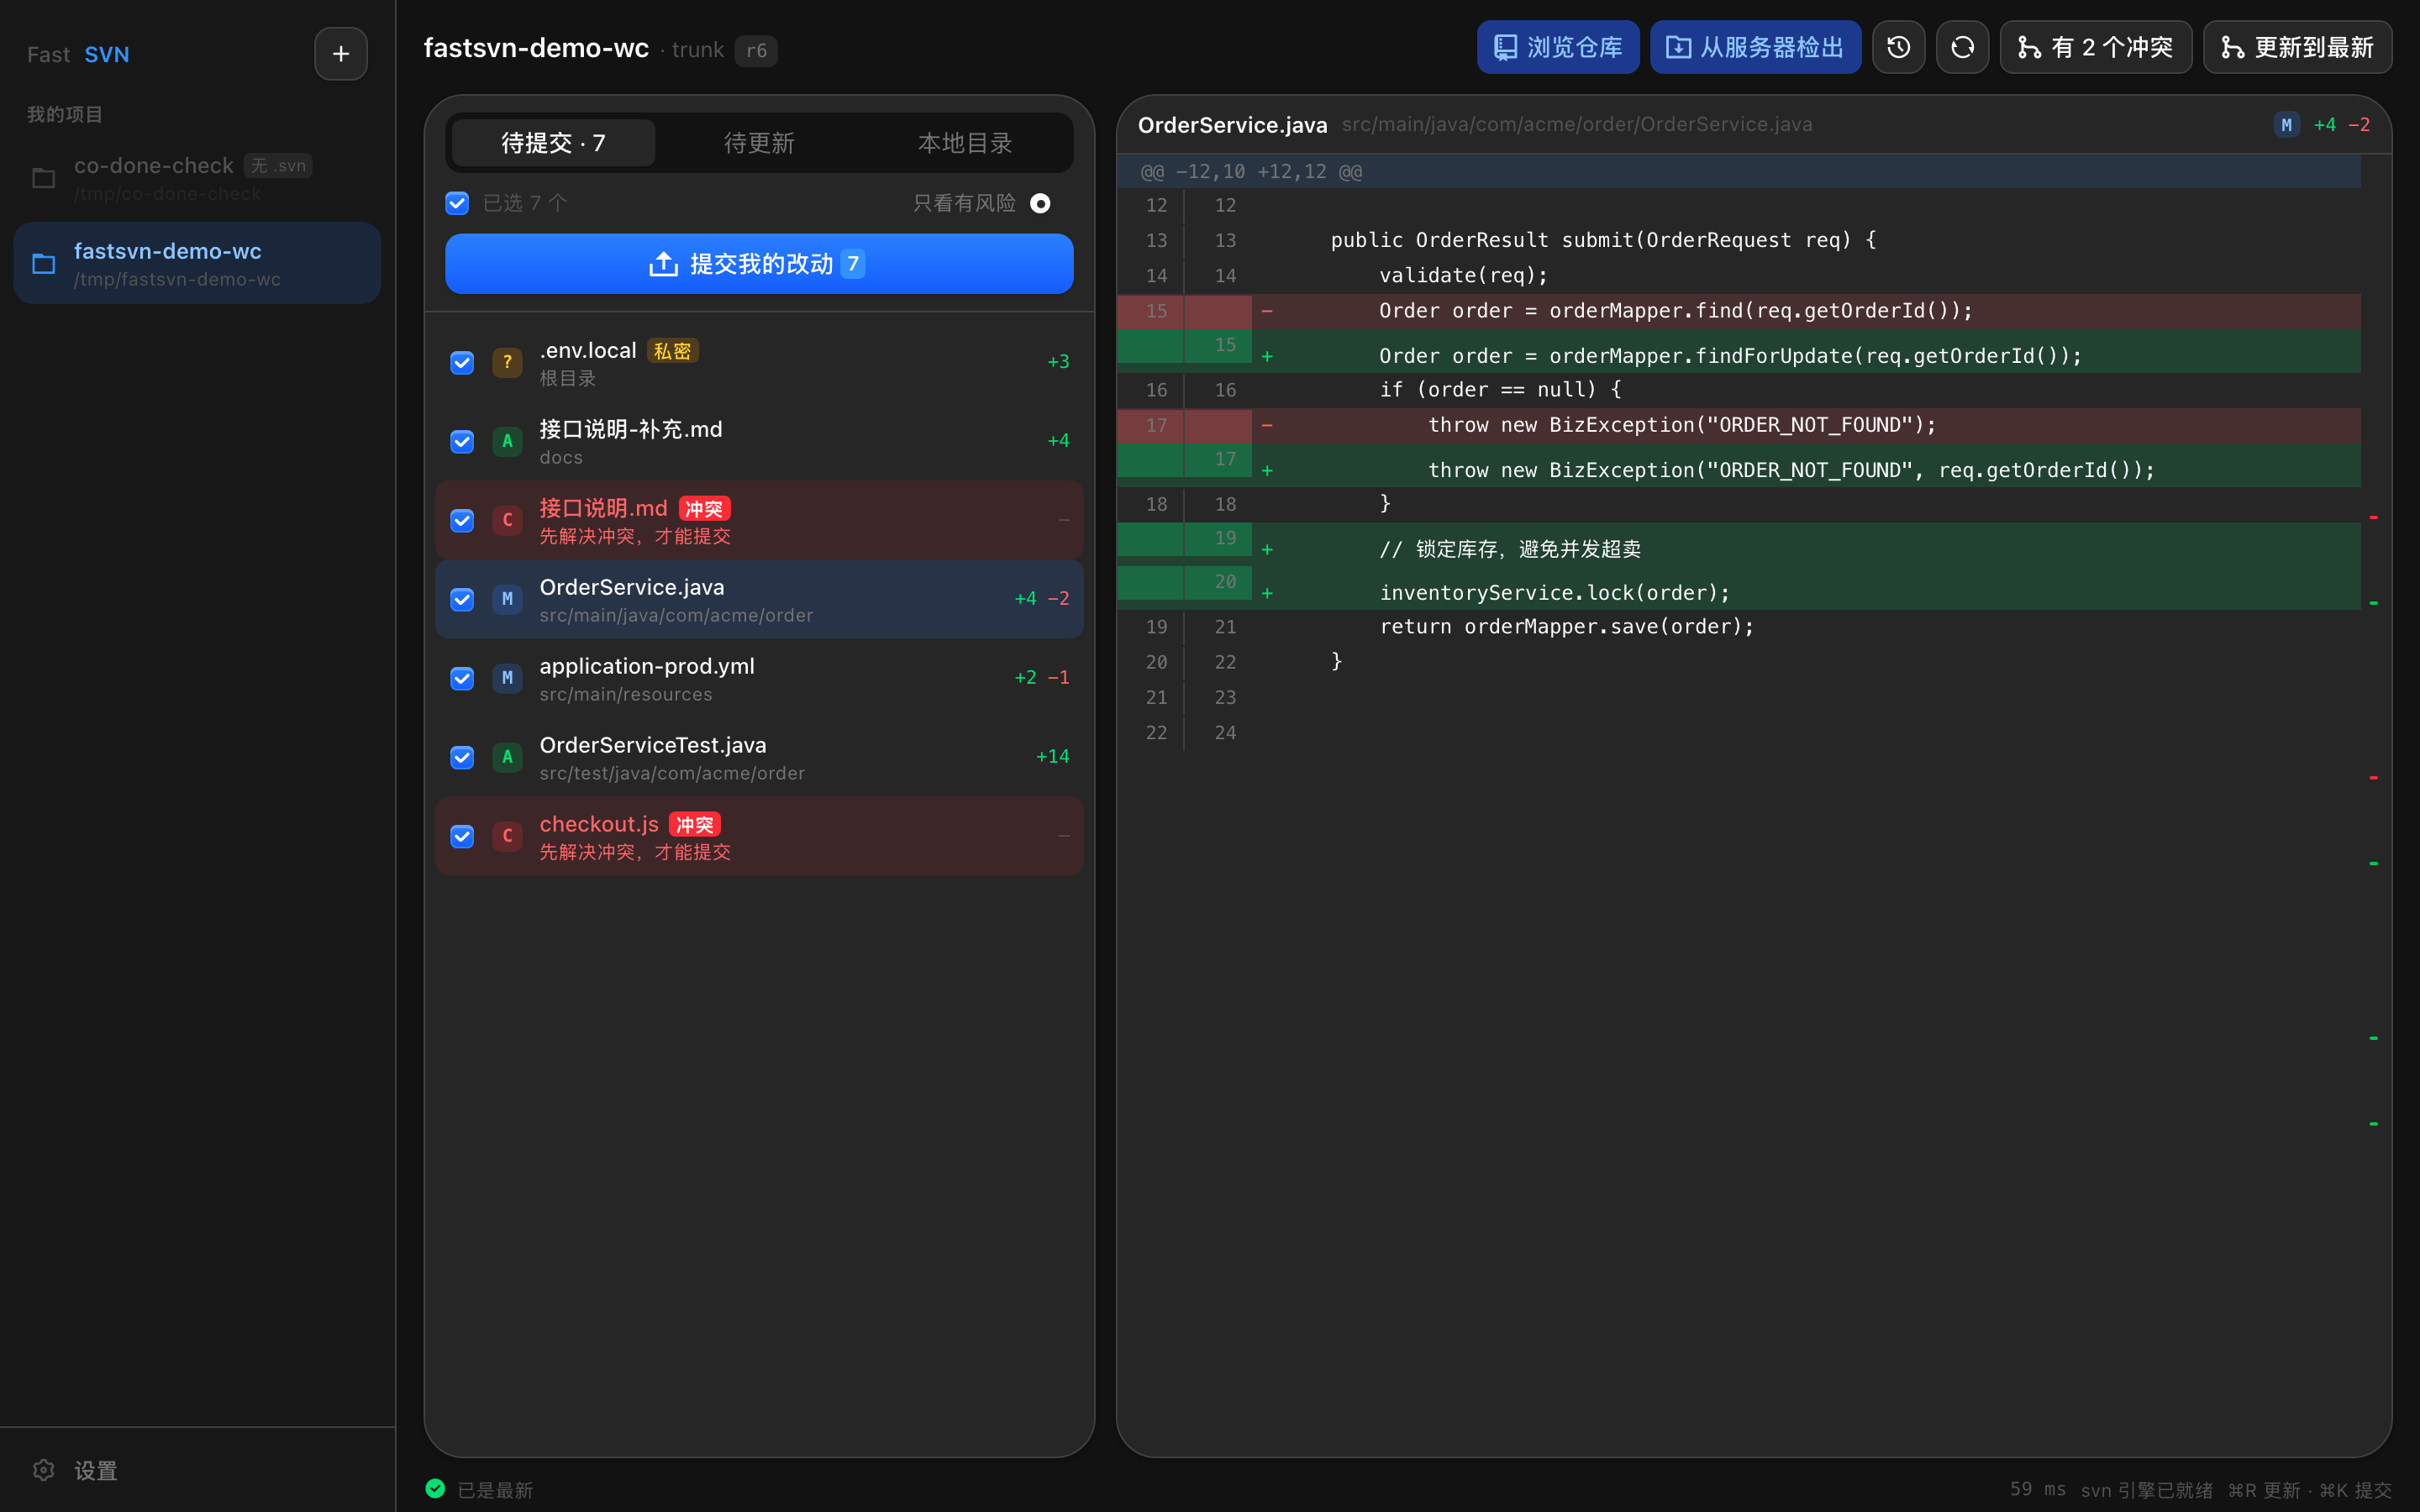 Fast SVN
+
我的项目
co-done-check 无 .svn
/tmp/co-done-check
fastsvn-demo-wc
/tmp/fastsvn-demo-wc
设置
fastsvn-demo-wc · trunk r6
浏览仓库
从服务器检出
有 2 个冲突
更新到最新
待提交 · 7
待更新
本地目录
已选 7 个
只看有风险
提交我的改动 7
? .env.local 私密 +3
根目录
A 接口说明-补充.md +4
docs
C 接口说明.md 冲突 —
先解决冲突，才能提交
M OrderService.java +4 −2
src/main/java/com/acme/order
M application-prod.yml +2 −1
src/main/resources
A OrderServiceTest.java +14
src/test/java/com/acme/order
C checkout.js 冲突 —
先解决冲突，才能提交
OrderService.java src/main/java/com/acme/order/OrderService.java M +4 −2
@@ −12,10 +12,12 @@
12 12
13 13 public OrderResult submit(OrderRequest req) {
14 14 validate(req);
15 − Order order = orderMapper.find(req.getOrderId());
15 + Order order = orderMapper.findForUpdate(req.getOrderId());
16 16 if (order == null) {
17 − throw new BizException("ORDER_NOT_FOUND");
17 + throw new BizException("ORDER_NOT_FOUND", req.getOrderId());
18 18 }
19 + // 锁定库存，避免并发超卖
20 + inventoryService.lock(order);
19 21 return orderMapper.save(order);
20 22 }
21 23
22 24
已是最新
59 ms svn 引擎已就绪 ⌘R 更新 · ⌘K 提交